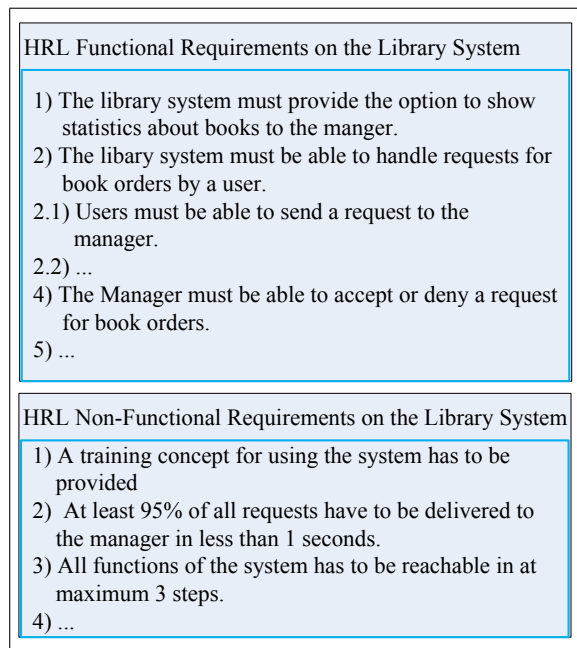 HRL Functional Requirements on the Library System
1) The library system must provide the option to show
statistics about books to the manger.
2) The libary system must be able to handle requests for
book orders by a user.
2.1) Users must be able to send a request to the
manager.
2.2) ...
4) The Manager must be able to accept or deny a request
for book orders.
5) ...
HRL Non-Functional Requirements on the Library System
1) A training concept for using the system has to be
provided
2) At least 95% of all requests have to be delivered to
the manager in less than 1 seconds.
3) All functions of the system has to be reachable in at
maximum 3 steps.
4) ...